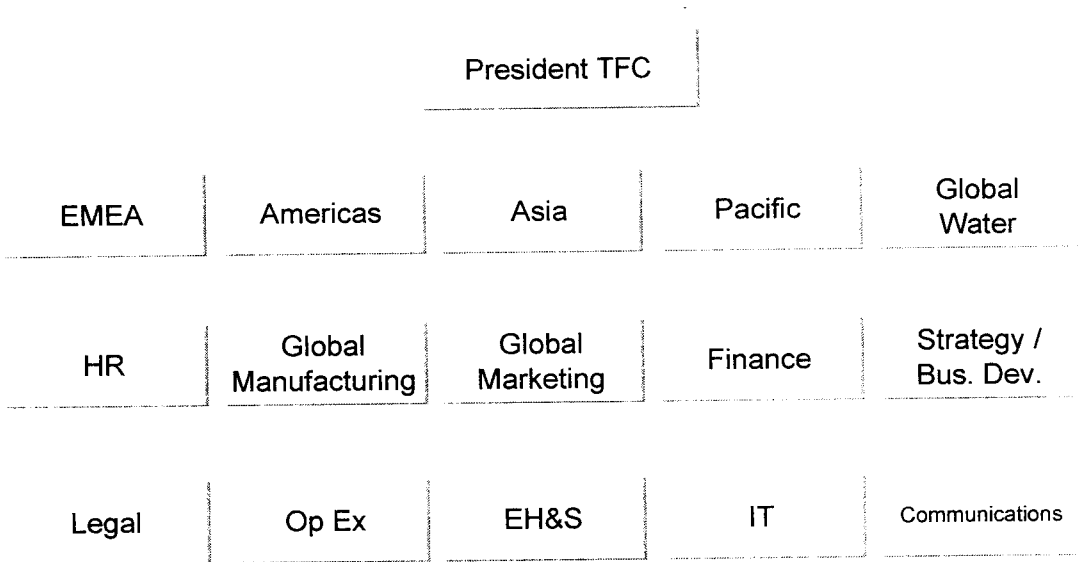 President TFC
EMEA
Americas
Asia
Pacific
Global
Water
HR
Global
Manufacturing
Global
Marketing
Finance
Strategy /
Bus. Dev.
Legal
Op Ex
EH&S
IT
Communications